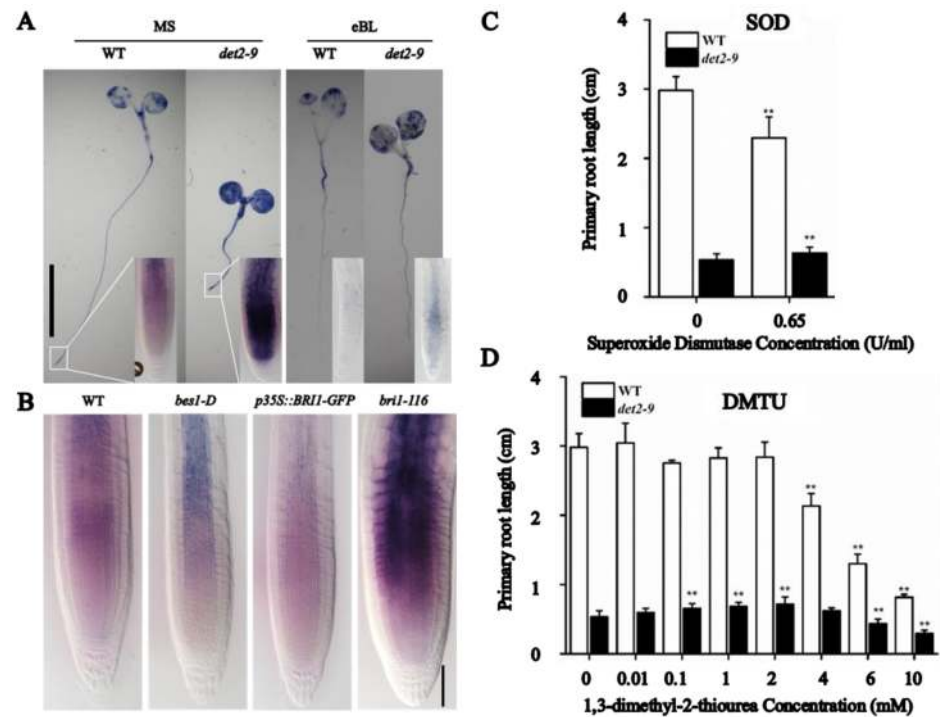 A
MS
eBL
WT
det2-9
WT
det2-9
B
WT
bes1-D
p35S::BRI1-GFP
bri1-116
C
SOD
WT
det2-9
Primary root length (cm)
4
3
2
1
0
**
**
0
0.65
Superoxide Dismutase Concentration (U/ml)
D
DMTU
WT
det2-9
Primary root length (cm)
4
3
2
1
0
**
**
**
**
**
**
**
**
0
0.01
0.1
1
2
4
6
10
1,3-dimethyl-2-thiourea Concentration (mM)